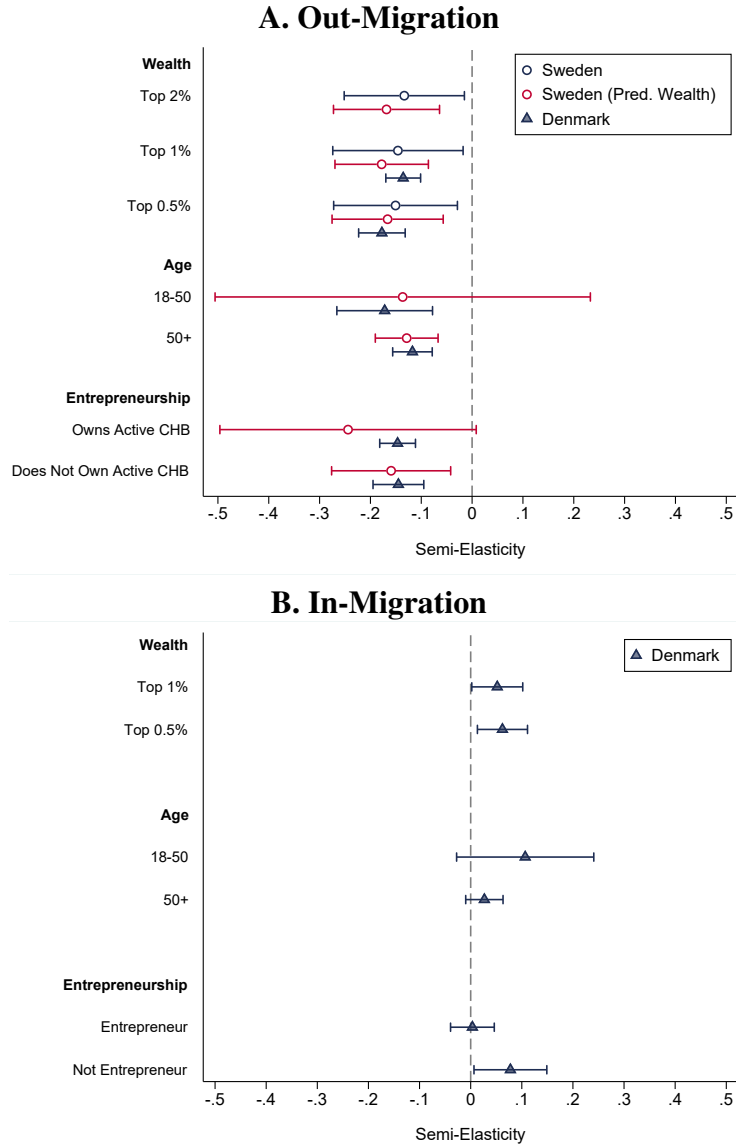 A. Out-Migration
Wealth
Top 2%
Top 1%
Top 0.5%
Age
18-50
50+
Entrepreneurship
Owns Active CHB
Does Not Own Active CHB
Sweden
Sweden (Pred. Wealth)
Denmark
-.5 -.4 -.3 -.2 -.1 0 .1 .2 .3 .4 .5
Semi-Elasticity
B. In-Migration
Wealth
Top 1%
Top 0.5%
Age
18-50
50+
Entrepreneurship
Entrepreneur
Not Entrepreneur
Denmark
-.5 -.4 -.3 -.2 -.1 0 .1 .2 .3 .4 .5
Semi-Elasticity